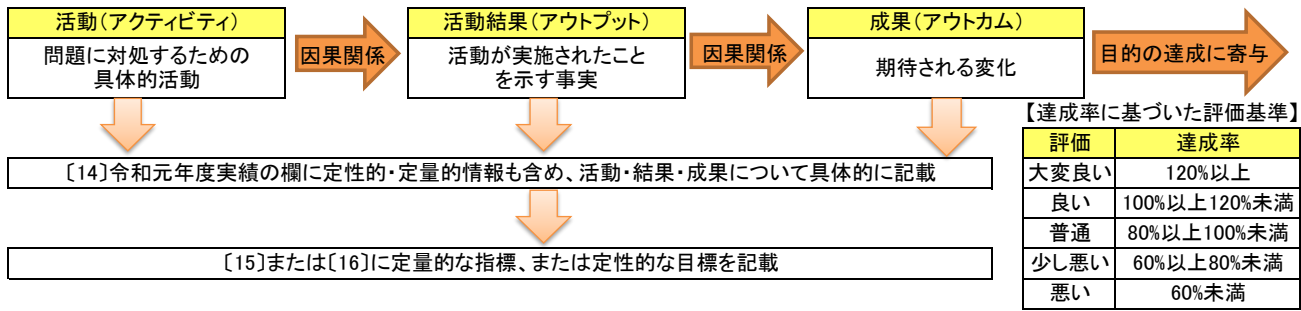 活動(アクティビティ)
問題に対処するための
具体的活動
因果関係
活動結果(アウトプット)
活動が実施されたこと
を示す事実
因果関係
成果(アウトカム)
期待される変化
目的の達成に寄与
〔14〕令和元年度実績の欄に定性的・定量的情報も含め、活動・結果・成果について具体的に記載
〔15〕または〔16〕に定量的な指標、または定性的な目標を記載
【達成率に基づいた評価基準】
評価 達成率
大変良い 120%以上
良い 100%以上120%未満
普通 80%以上100%未満
少し悪い 60%以上80%未満
悪い 60%未満